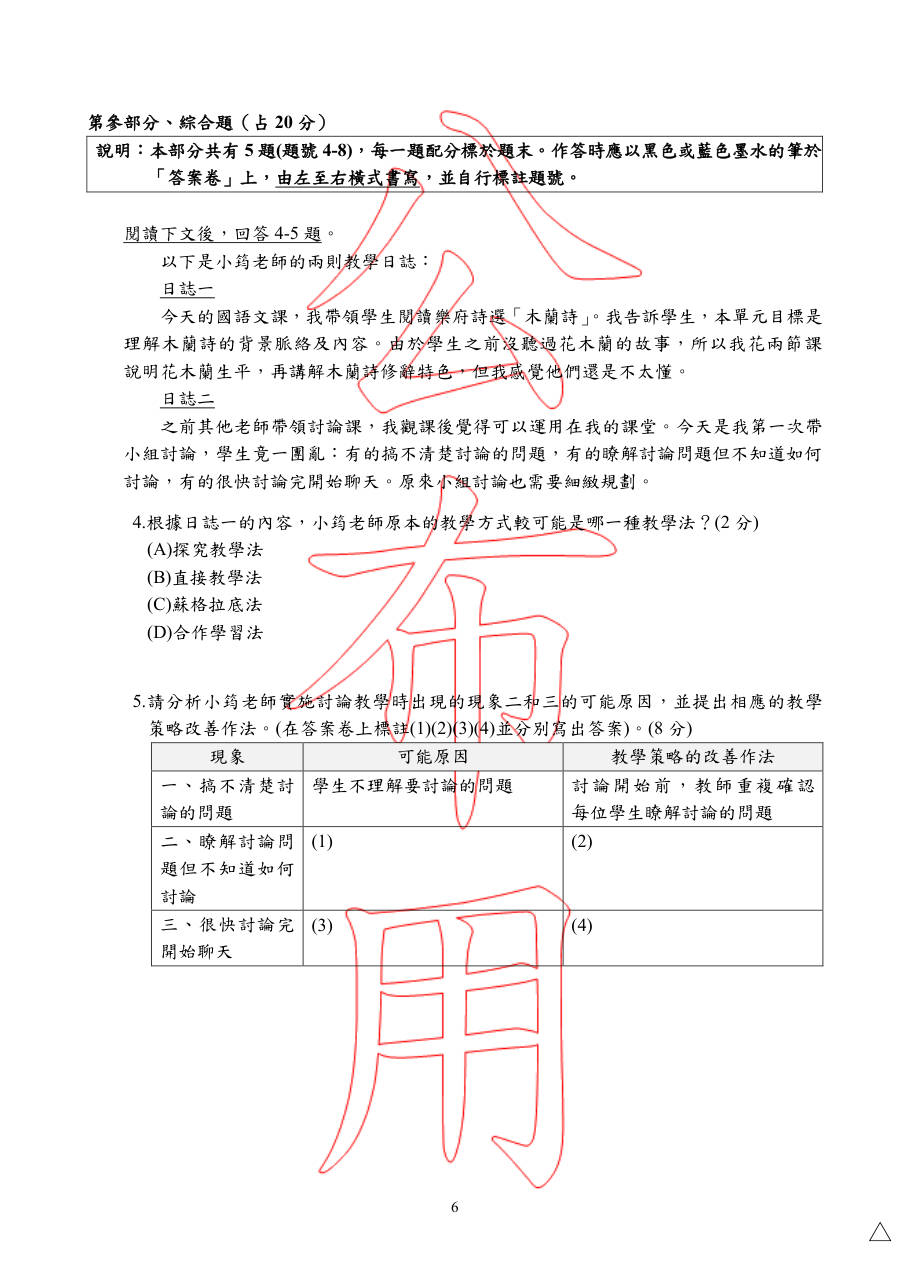 第參部分、綜合題（占 20 分）
說明：本部分共有 5 題(題號 4-8)，每一題配分標於題末。作答時應以黑色或藍色墨水的筆於
「答案卷」上，由左至右橫式書寫，並自行標註題號。
閱讀下文後，回答 4-5 題。
以下是小筠老師的兩則教學日誌：
日誌一
今天的國語文課，我帶領學生閱讀樂府詩選「木蘭詩」。我告訴學生，本單元目標是
理解木蘭詩的背景脈絡及內容。由於學生之前沒聽過花木蘭的故事，所以我花兩節課
說明花木蘭生平，再講解木蘭詩修辭特色，但我感覺他們還是不太懂。
日誌二
之前其他老師帶領討論課，我觀課後覺得可以運用在我的課堂。今天是我第一次帶
小組討論，學生竟一團亂：有的搞不清楚討論的問題，有的瞭解討論問題但不知道如何
討論，有的很快討論完開始聊天。原來小組討論也需要細緻規劃。
4.根據日誌一的內容，小筠老師原本的教學方式較可能是哪一種教學法？(2 分)
(A)探究教學法
(B)直接教學法
(C)蘇格拉底法
(D)合作學習法
5.請分析小筠老師實施討論教學時出現的現象二和三的可能原因，並提出相應的教學
策略改善作法。(在答案卷上標註(1)(2)(3)(4)並分別寫出答案)。(8 分)
現象 可能原因 教學策略的改善作法
一、搞不清楚討 學生不理解要討論的問題 討論開始前，教師重複確認
論的問題 每位學生瞭解討論的問題
二、瞭解討論問 (1) (2)
題但不知道如何
討論
三、很快討論完 (3) (4)
開始聊天
公
布
用
6